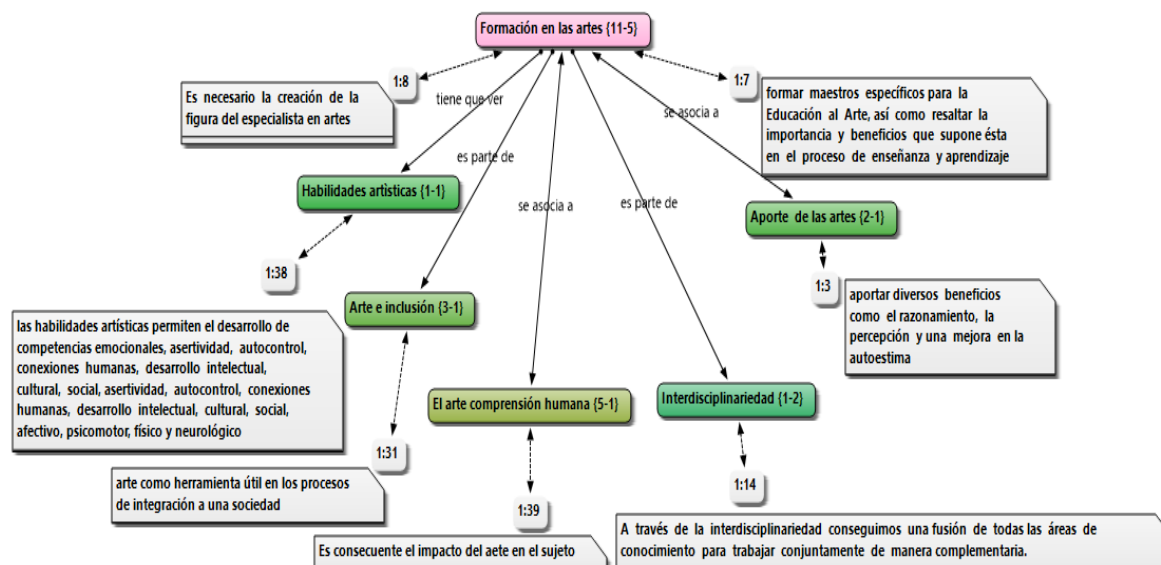 Formación en las artes {11-5}
1:8
1:7
Es necesario la creación de la
figura del especialista en artes
tiene que ver
se asocia a
formar maestros específicos para la
Educación al Arte, así como resaltar la
importancia y beneficios que supone ésta
en el proceso de enseñanza y aprendizaje
es parte de
Habilidades artìsticas {1-1}
se asocia a
es parte de
Aporte de las artes {2-1}
1:38
1:3
Arte e inclusión {3-1}
aportar diversos beneficios
como el razonamiento, la
percepción y una mejora en la
autoestima
las habilidades artísticas permiten el desarrollo de
competencias emocionales, asertividad, autocontrol,
conexiones humanas, desarrollo intelectual,
cultural, social, asertividad, autocontrol, conexiones
humanas, desarrollo intelectual, cultural, social,
afectivo, psicomotor, físico y neurológico
El arte comprensión humana {5-1}
Interdisciplinariedad {1-2}
1:31
arte como herramienta útil en los procesos
de integración a una sociedad
1:39
1:14
Es consecuente el impacto del aete en el sujeto
A través de la interdisciplinariedad conseguimos una fusión de todas las áreas de
conocimiento para trabajar conjuntamente de manera complementaria.